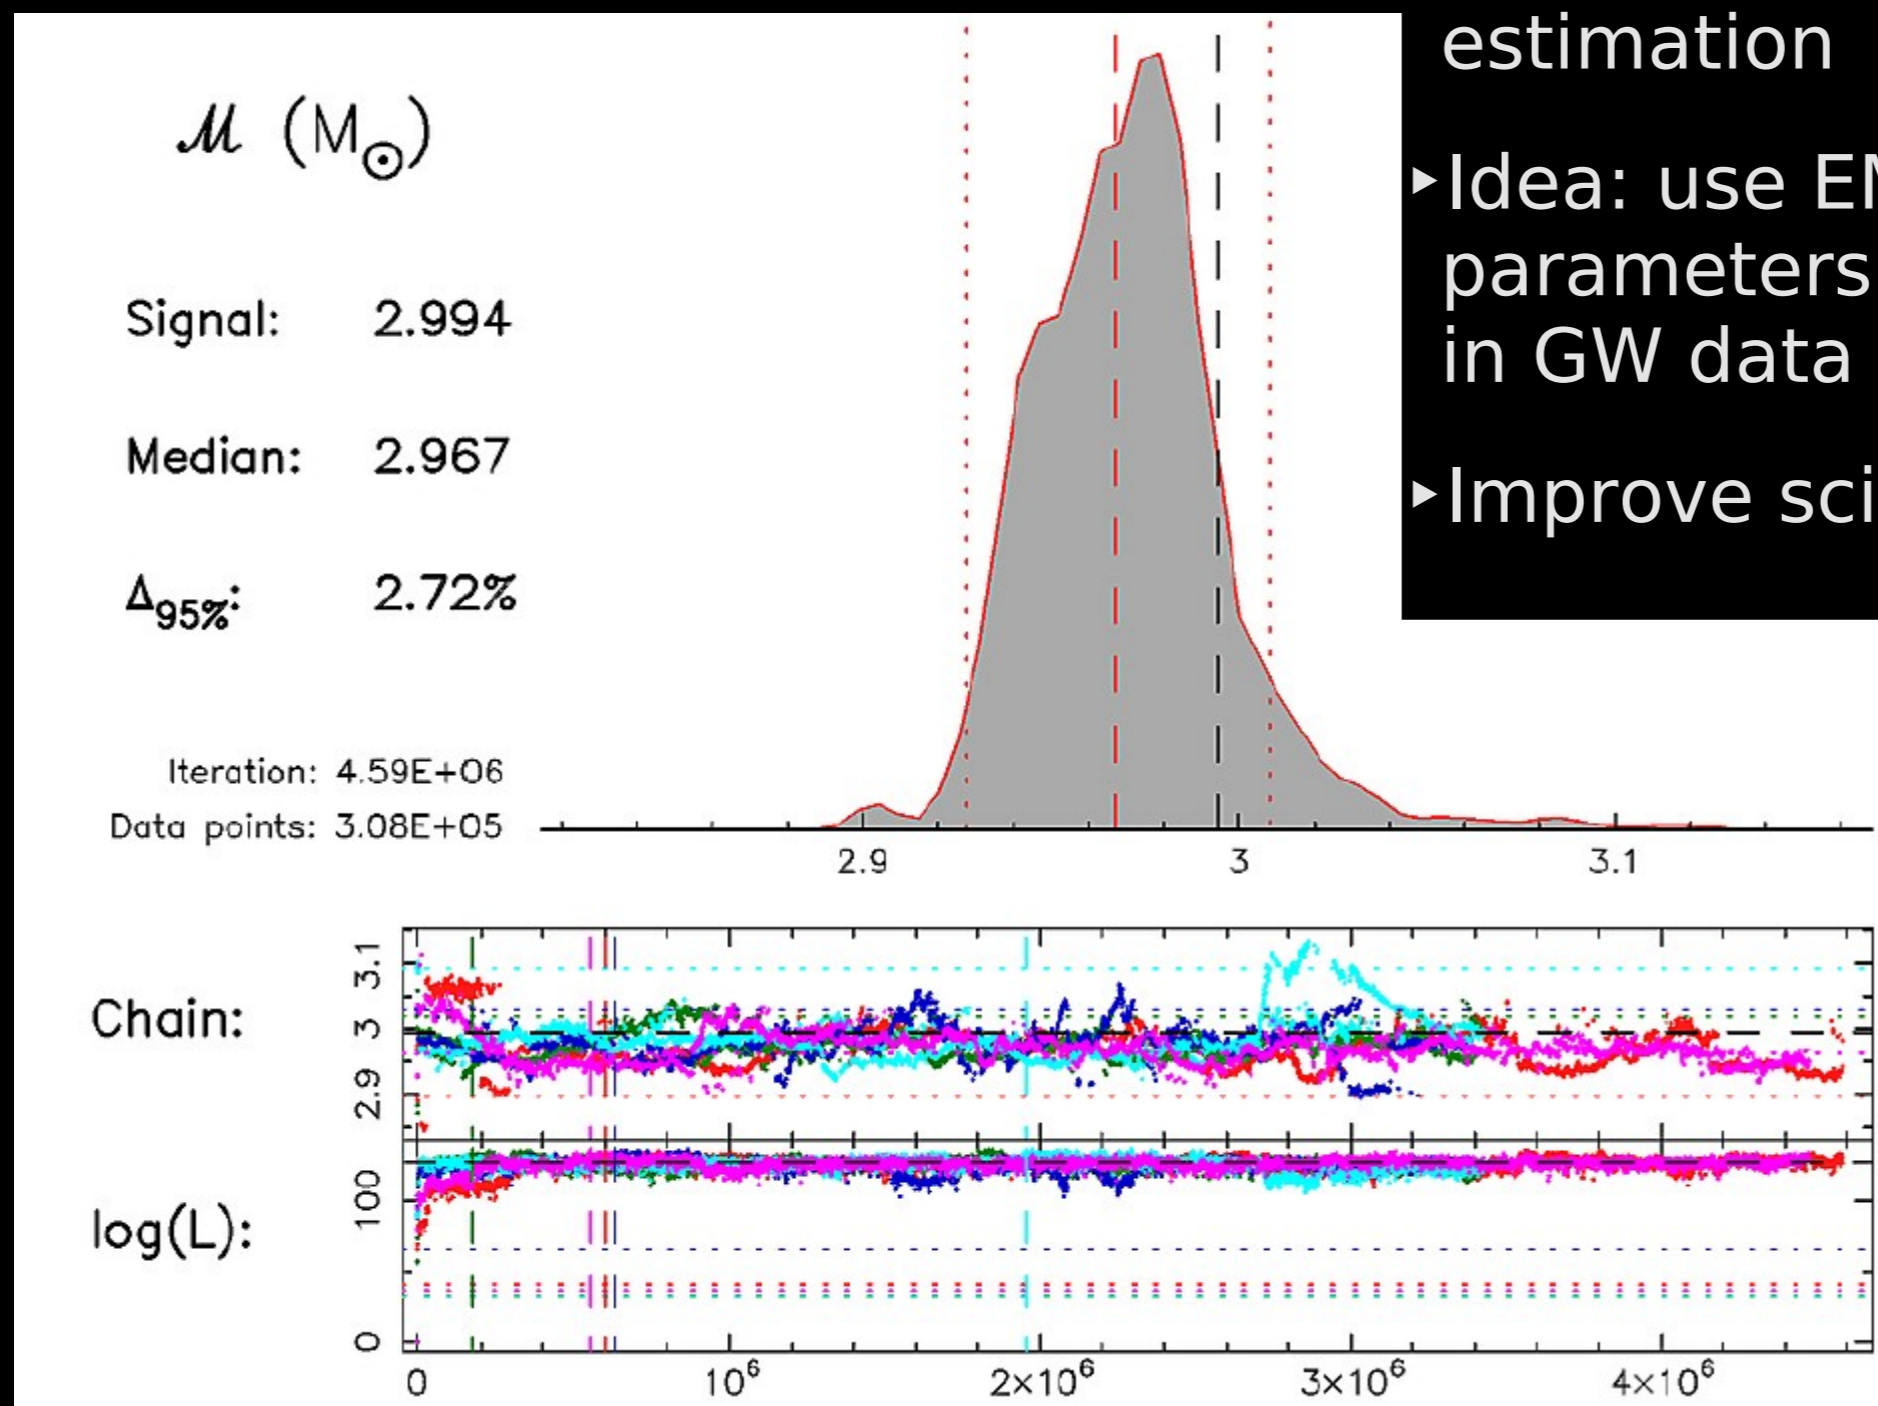 estimation
▸Idea: use EM
parameters
in GW data
▸Improve sci
ℳ (M☉)
Signal: 2.994
Median: 2.967
Δ95%: 2.72%
Iteration: 4.59E+06
Data points: 3.08E+05
2.9 3 3.1
Chain:
3.1
3
2.9
log(L):
100
0
0 10⁶ 2×10⁶ 3×10⁶ 4×10⁶